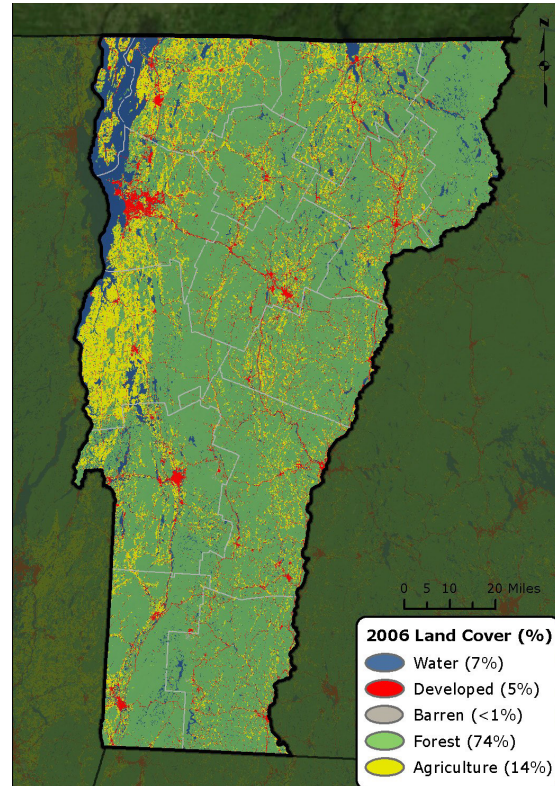 N
0 5 10 20 Miles
2006 Land Cover (%)
Water (7%)
Developed (5%)
Barren (<1%)
Forest (74%)
Agriculture (14%)